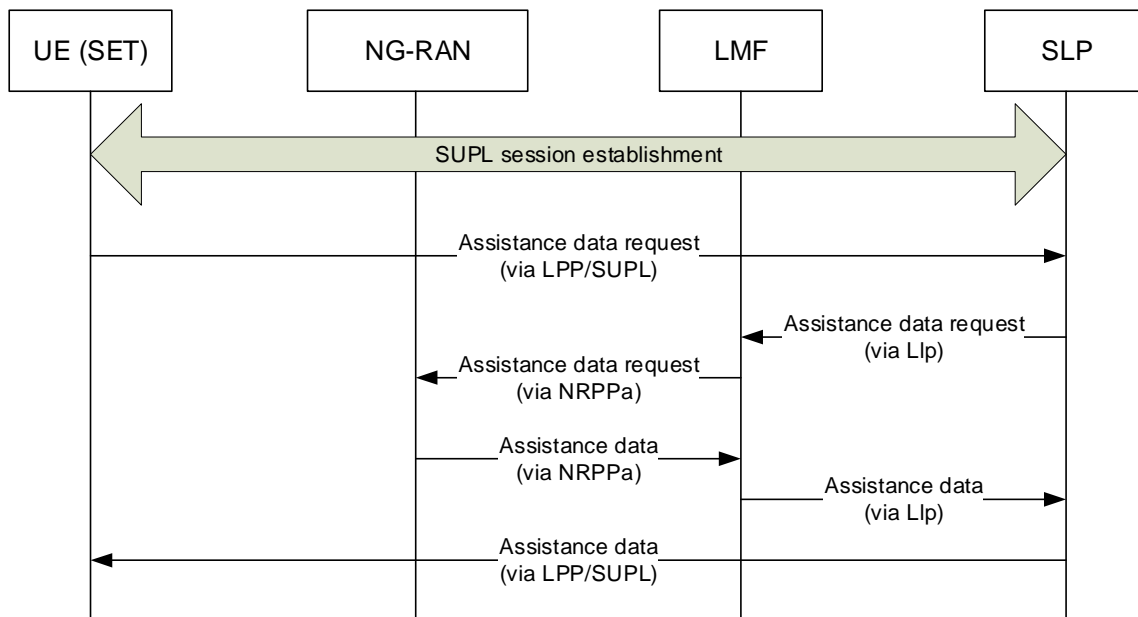 UE (SET)
NG-RAN
LMF
SLP
SUPL session establishment
Assistance data request
(via LPP/SUPL)
Assistance data request
(via Llp)
Assistance data request
(via NRPPa)
Assistance data
(via NRPPa)
Assistance data
(via Llp)
Assistance data
(via LPP/SUPL)